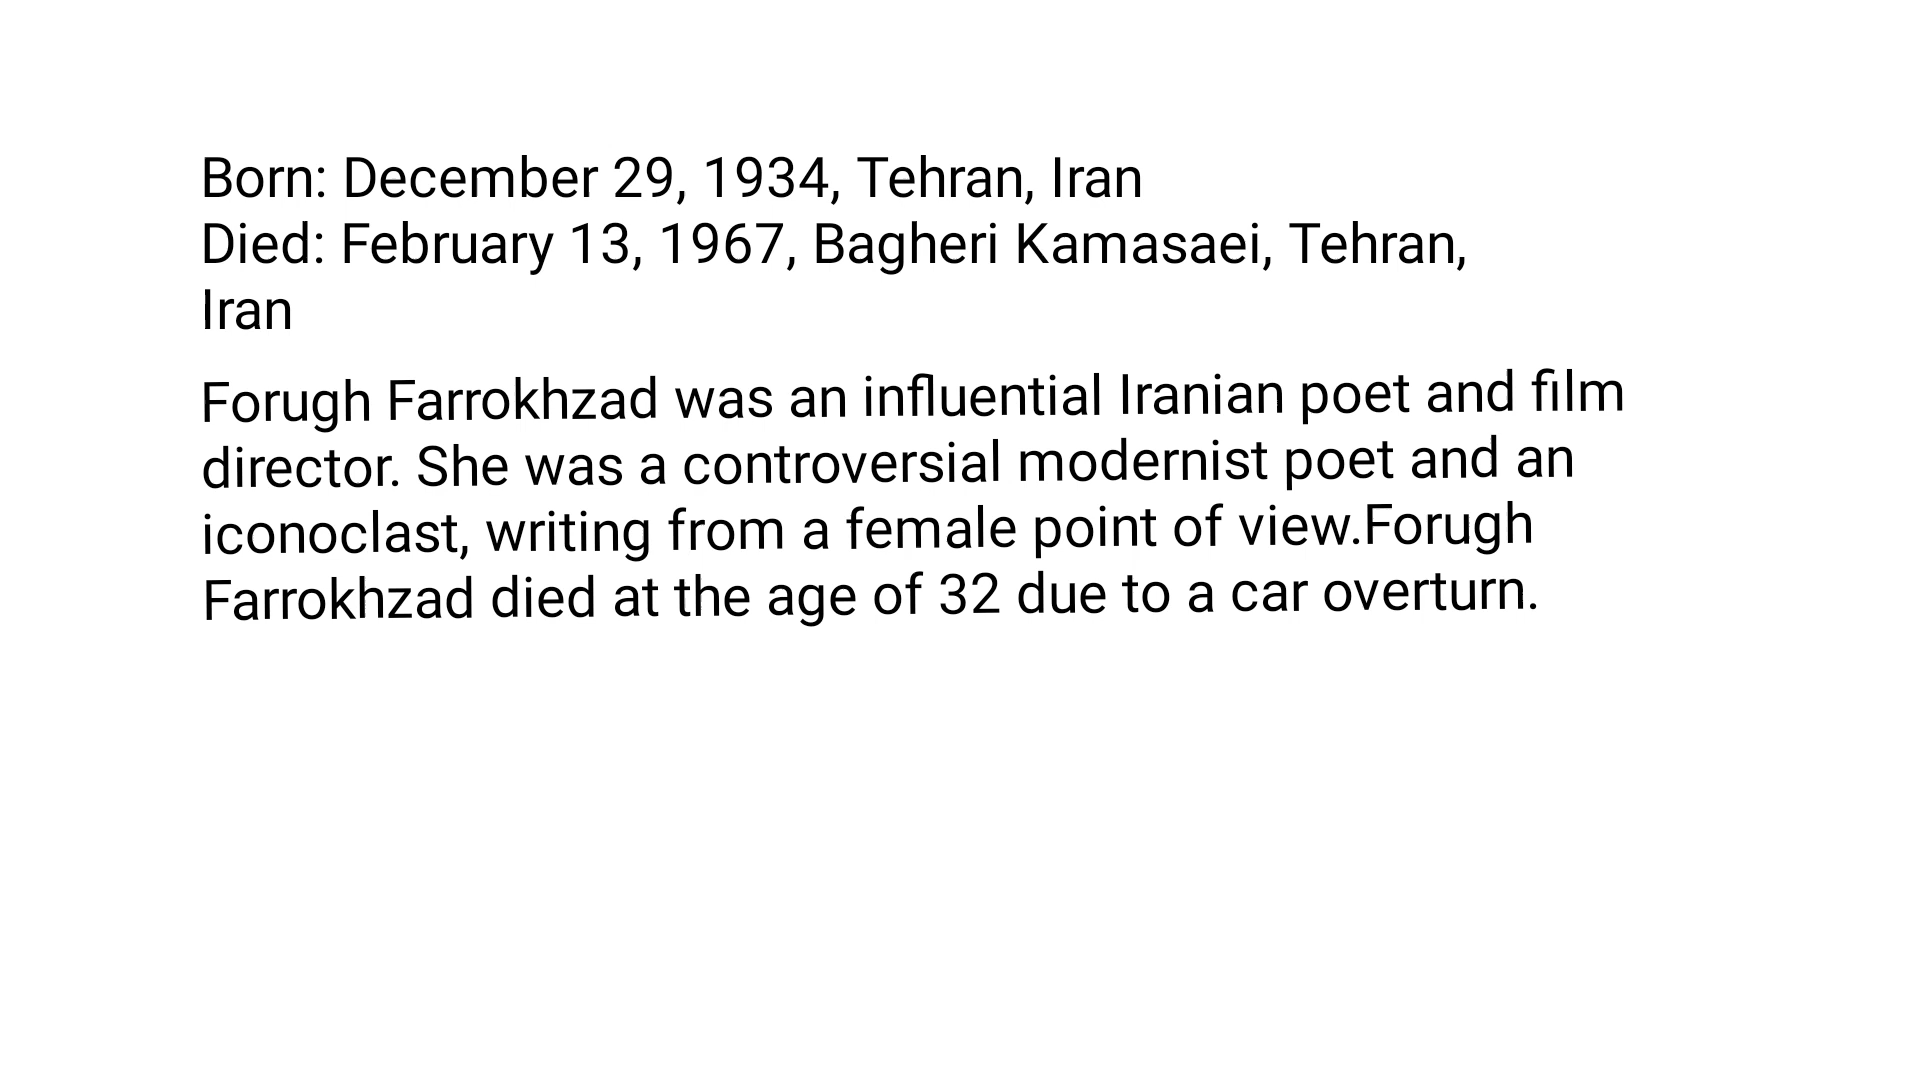 Born: December 29, 1934, Tehran, Iran
Died: February 13, 1967, Bagheri Kamasaei, Tehran,
Iran
Forugh Farrokhzad was an influential Iranian poet and film
director. She was a controversial modernist poet and an
iconoclast, writing from a female point of view.Forugh
Farrokhzad died at the age of 32 due to a car overturn.